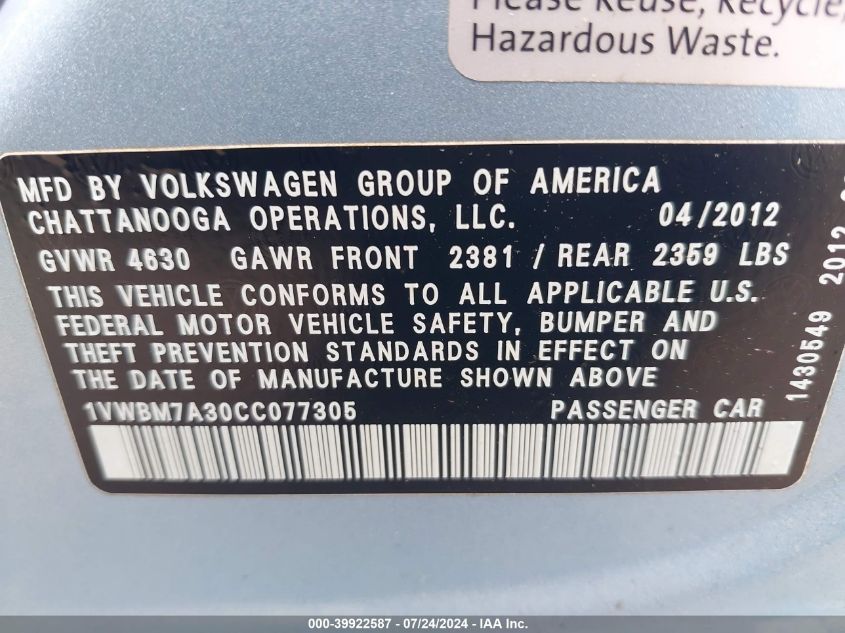 Please Reuse, Recycle,
Hazardous Waste.
MFD BY VOLKSWAGEN GROUP OF AMERICA
CHATTANOOGA OPERATIONS, LLC. 04/2012
GVWR 4630 GAWR FRONT 2381 / REAR 2359 LBS
THIS VEHICLE CONFORMS TO ALL APPLICABLE U.S.
FEDERAL MOTOR VEHICLE SAFETY, BUMPER AND
THEFT PREVENTION STANDARDS IN EFFECT ON
THE DATE OF MANUFACTURE SHOWN ABOVE
1VWBM7A30CC077305 PASSENGER CAR
1430549 2012
000-39922587 / 07/24/2024 - IAA Inc.